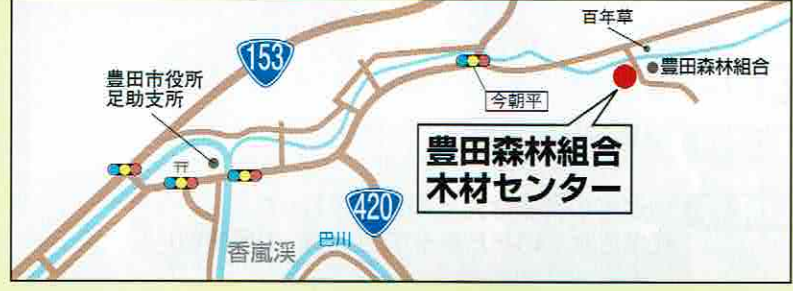 百年草
153
豊田市役所
足助支所
豊田森林組合
今朝平
豊田森林組合
木材センター
420
香嵐渓
巴川